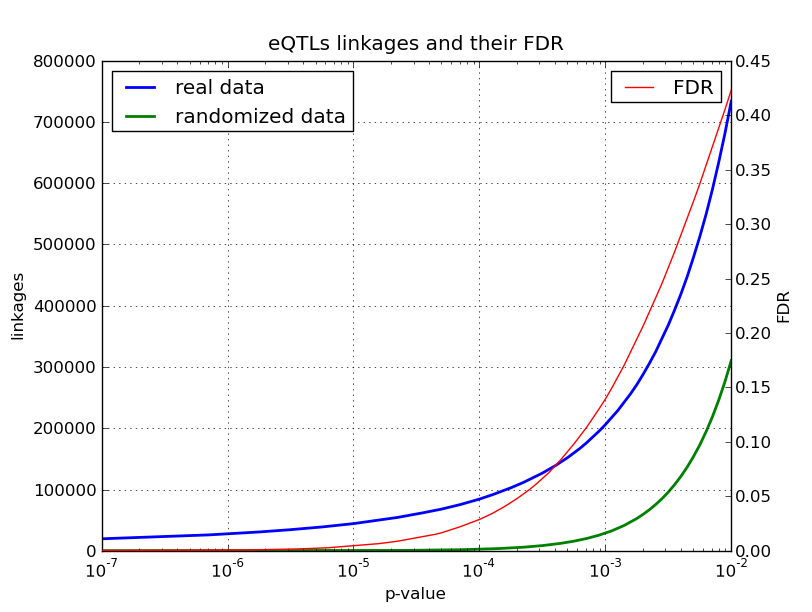 eQTLs linkages and their FDR
real data
randomized data
FDR
800000
700000
600000
500000
400000
300000
200000
100000
0
linkages
0.45
0.40
0.35
0.30
0.25
0.20
0.15
0.10
0.05
0.00
FDR
10^-7 10^-6 10^-5 10^-4 10^-3 10^-2
p-value